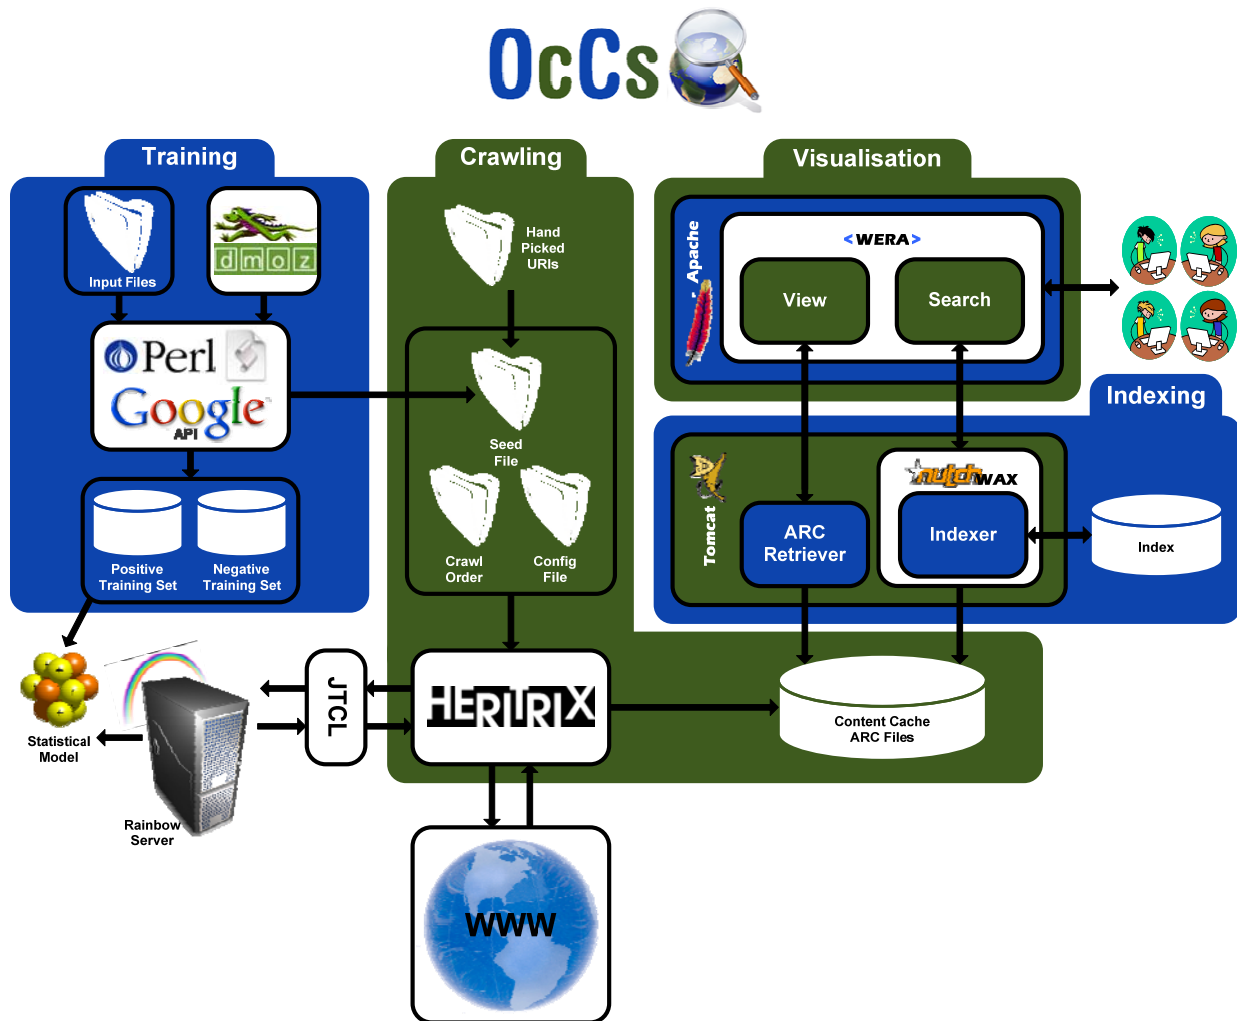 OcCs
Training
Input Files
dmoz
Perl
Google
API
Positive
Training Set
Negative
Training Set
Statistical
Model
Rainbow
Server
JTCL
Crawling
Hand
Picked
URIs
Seed
File
Crawl
Order
Config
File
HERITRIX
WWW
Content Cache
ARC Files
Visualisation
Apache
<WERA>
View
Search
Indexing
Tomcat
ARC
Retriever
nutchWAX
Indexer
Index